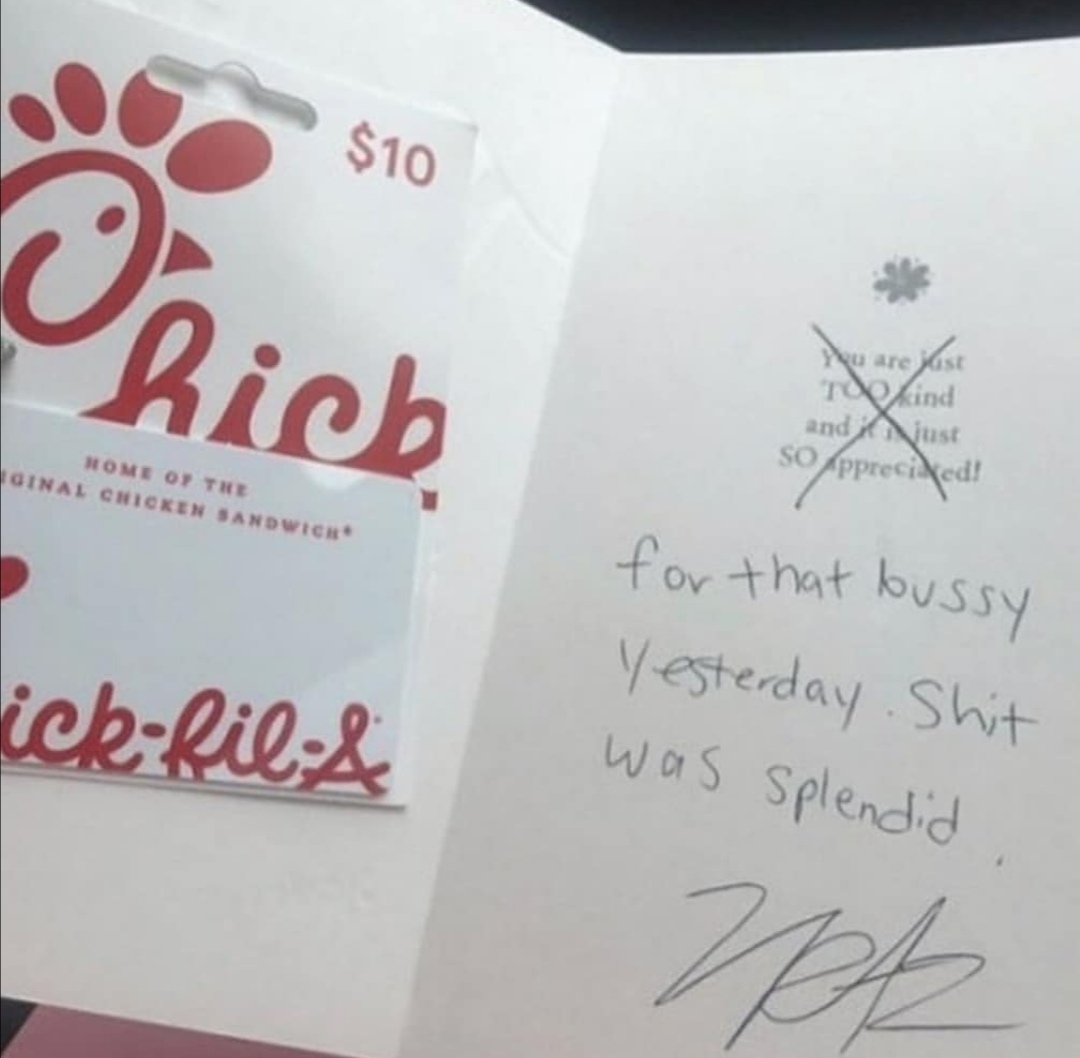 $10
Chick
HOME OF THE
IGINAL CHICKEN SANDWICH®
ick-fil-A®
You are just
TOO kind
and it is just
SO appreciated!
for that bussy
Yesterday. Shit
was splendid.